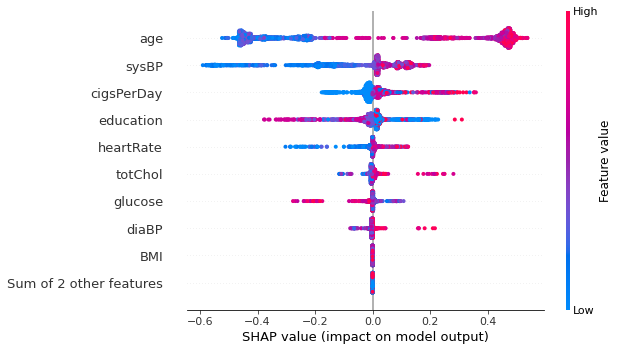 High
age
sysBP
cigsPerDay
education
heartRate
totChol
glucose
diaBP
BMI
Sum of 2 other features
Feature value
Low
−0.6 −0.4 −0.2 0.0 0.2 0.4
SHAP value (impact on model output)